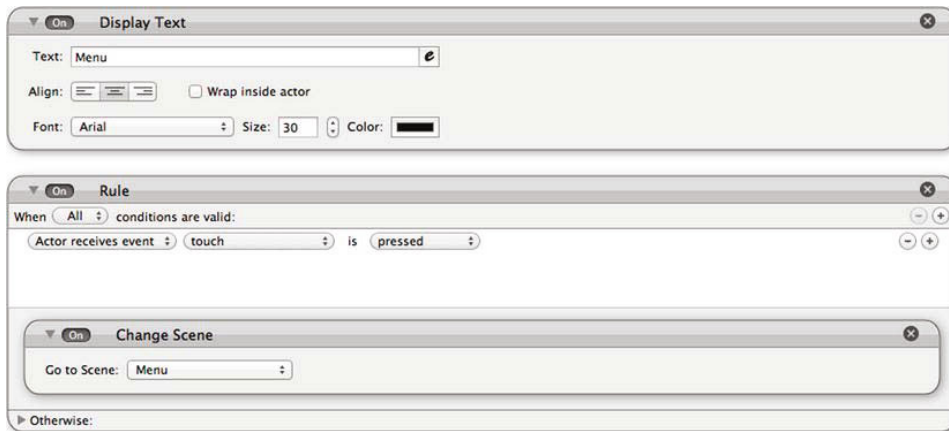 On Display Text
Text: Menu e
Align: Wrap inside actor
Font: Arial Size: 30 Color:
On Rule
When All conditions are valid:
Actor receives event touch is pressed
On Change Scene
Go to Scene: Menu
Otherwise: